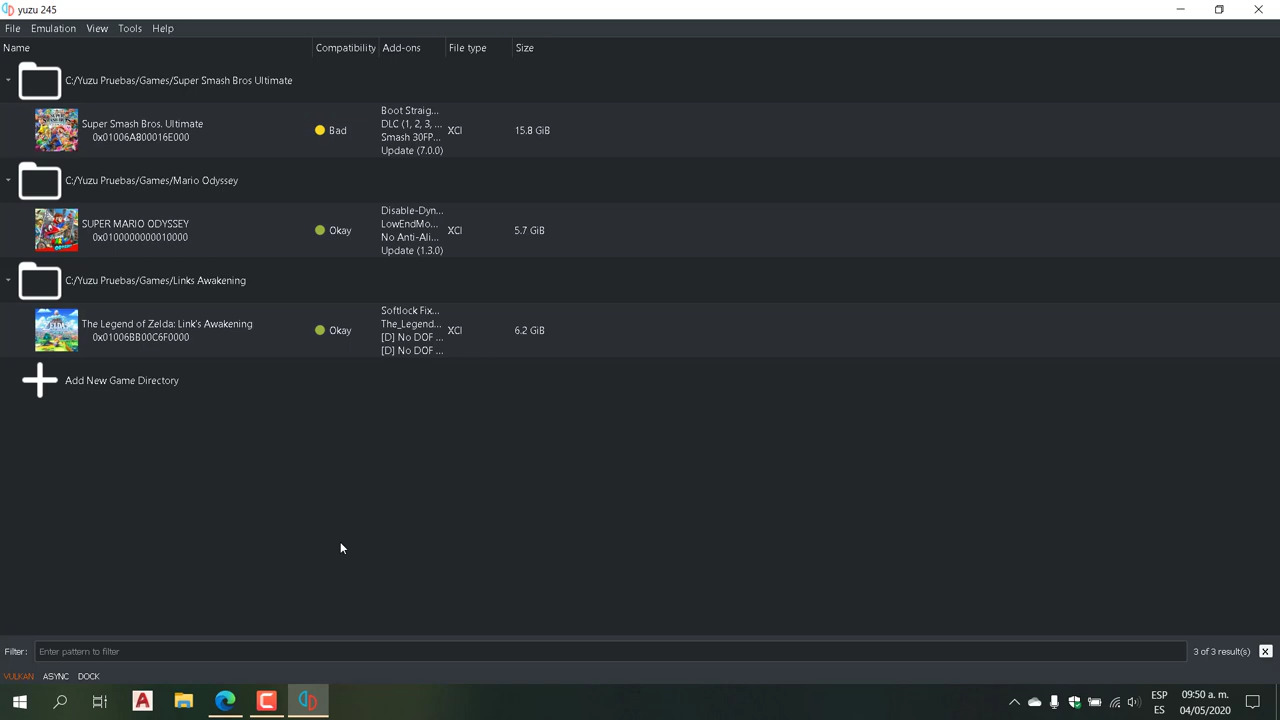 yuzu 245
File Emulation View Tools Help
Name Compatibility Add-ons File type Size
C:/Yuzu Pruebas/Games/Super Smash Bros Ultimate
Super Smash Bros. Ultimate
0x01006A800016E000
Bad
Boot Straig...
DLC (1, 2, 3, ...
Smash 30FP...
Update (7.0.0)
XCI
15.8 GiB
C:/Yuzu Pruebas/Games/Mario Odyssey
SUPER MARIO ODYSSEY
0x0100000000010000
Okay
Disable-Dyn...
LowEndMo...
No Anti-Ali...
Update (1.3.0)
XCI
5.7 GiB
C:/Yuzu Pruebas/Games/Links Awakening
The Legend of Zelda: Link's Awakening
0x01006BB00C6F0000
Okay
Softlock Fix...
The_Legend...
[D] No DOF ...
[D] No DOF ...
XCI
6.2 GiB
Add New Game Directory
Filter: Enter pattern to filter 3 of 3 result(s) X
VULKAN ASYNC DOCK
ESP
ES
09:50 a. m.
04/05/2020